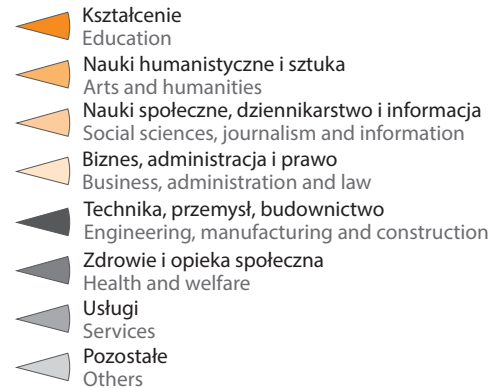 Kształcenie
Education
Nauki humanistyczne i sztuka
Arts and humanities
Nauki społeczne, dziennikarstwo i informacja
Social sciences, journalism and information
Biznes, administracja i prawo
Business, administration and law
Technika, przemysł, budownictwo
Engineering, manufacturing and construction
Zdrowie i opieka społeczna
Health and welfare
Usługi
Services
Pozostałe
Others